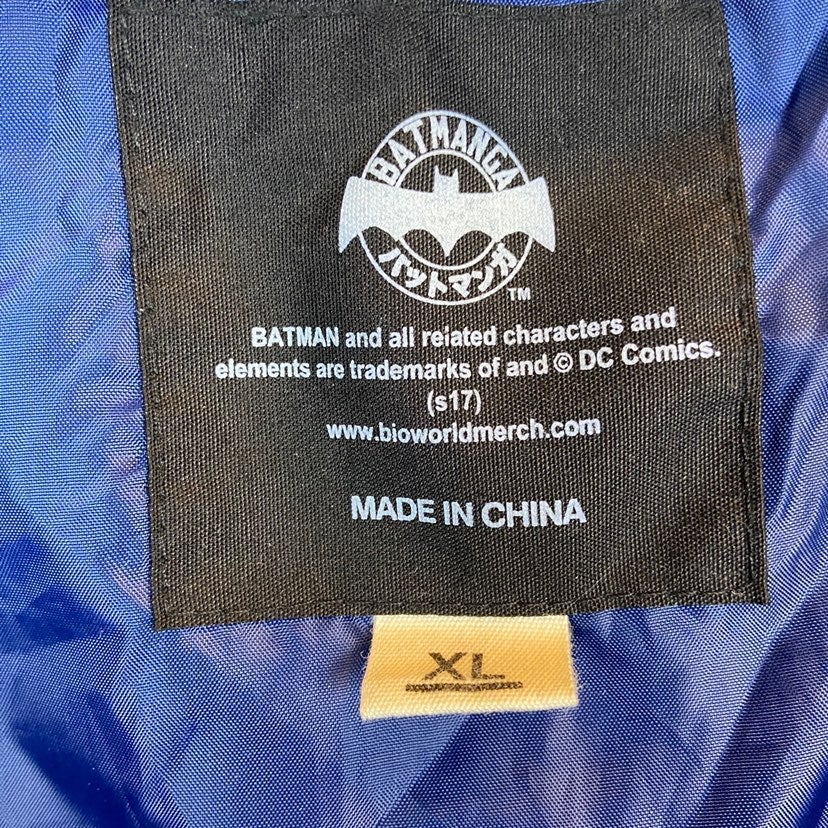 BATMANGA
バットマンガ
TM
BATMAN and all reiated characters and
elements are trademarks of and © DC Comics.
(s17)
www.bioworldmerch.com
MADE IN CHINA
XL